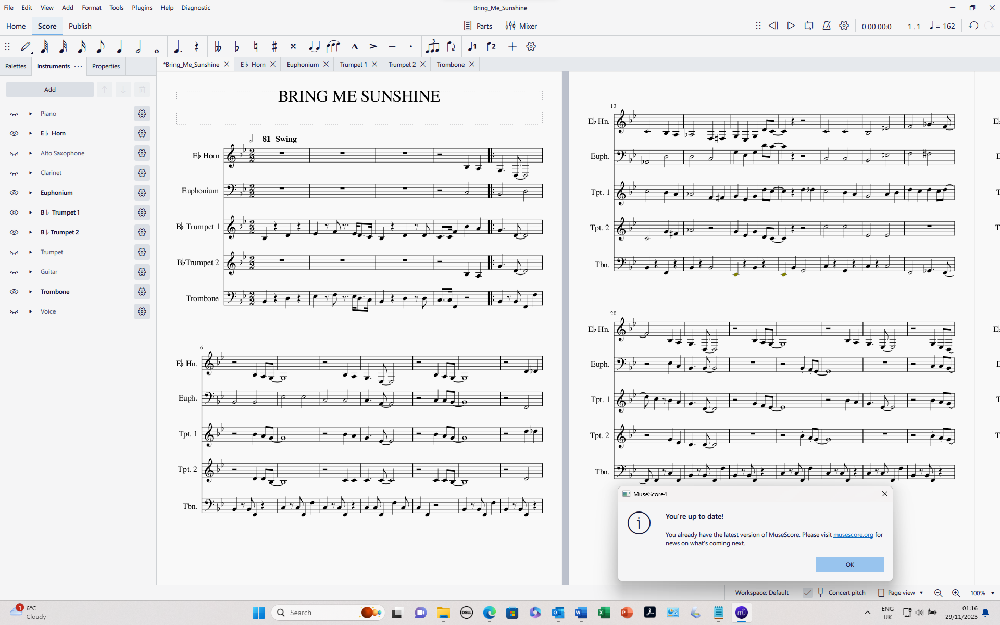 File Edit View Add Format Tools Plugins Help Diagnostic
Bring_Me_Sunshine
Home Score Publish
Parts Mixer
0:00:00:0 1 . 1 = 162
3
1 2
Palettes Instruments Properties
*Bring_Me_Sunshine E♭ Horn Euphonium Trumpet 1 Trumpet 2 Trombone
Add
Piano
E♭ Horn
Alto Saxophone
Clarinet
Euphonium
B♭ Trumpet 1
B♭ Trumpet 2
Trumpet
Guitar
Trombone
Voice
BRING ME SUNSHINE
= 81 Swing
E♭ Horn
Euphonium
B♭ Trumpet 1
B♭Trumpet 2
Trombone
6
E♭ Hn.
Euph.
Tpt. 1
Tpt. 2
Tbn.
13
E♭ Hn.
Euph.
Tpt. 1
Tpt. 2
Tbn.
20
E♭ Hn.
Euph.
Tpt. 1
Tpt. 2
Tbn.
MuseScore4
You're up to date!
You already have the latest version of MuseScore. Please visit musescore.org for
news on what's coming next.
OK
Workspace: Default Concert pitch Page view 100%
1
6°C
Cloudy
Search
DELL
ENG
UK
01:16
29/11/2023